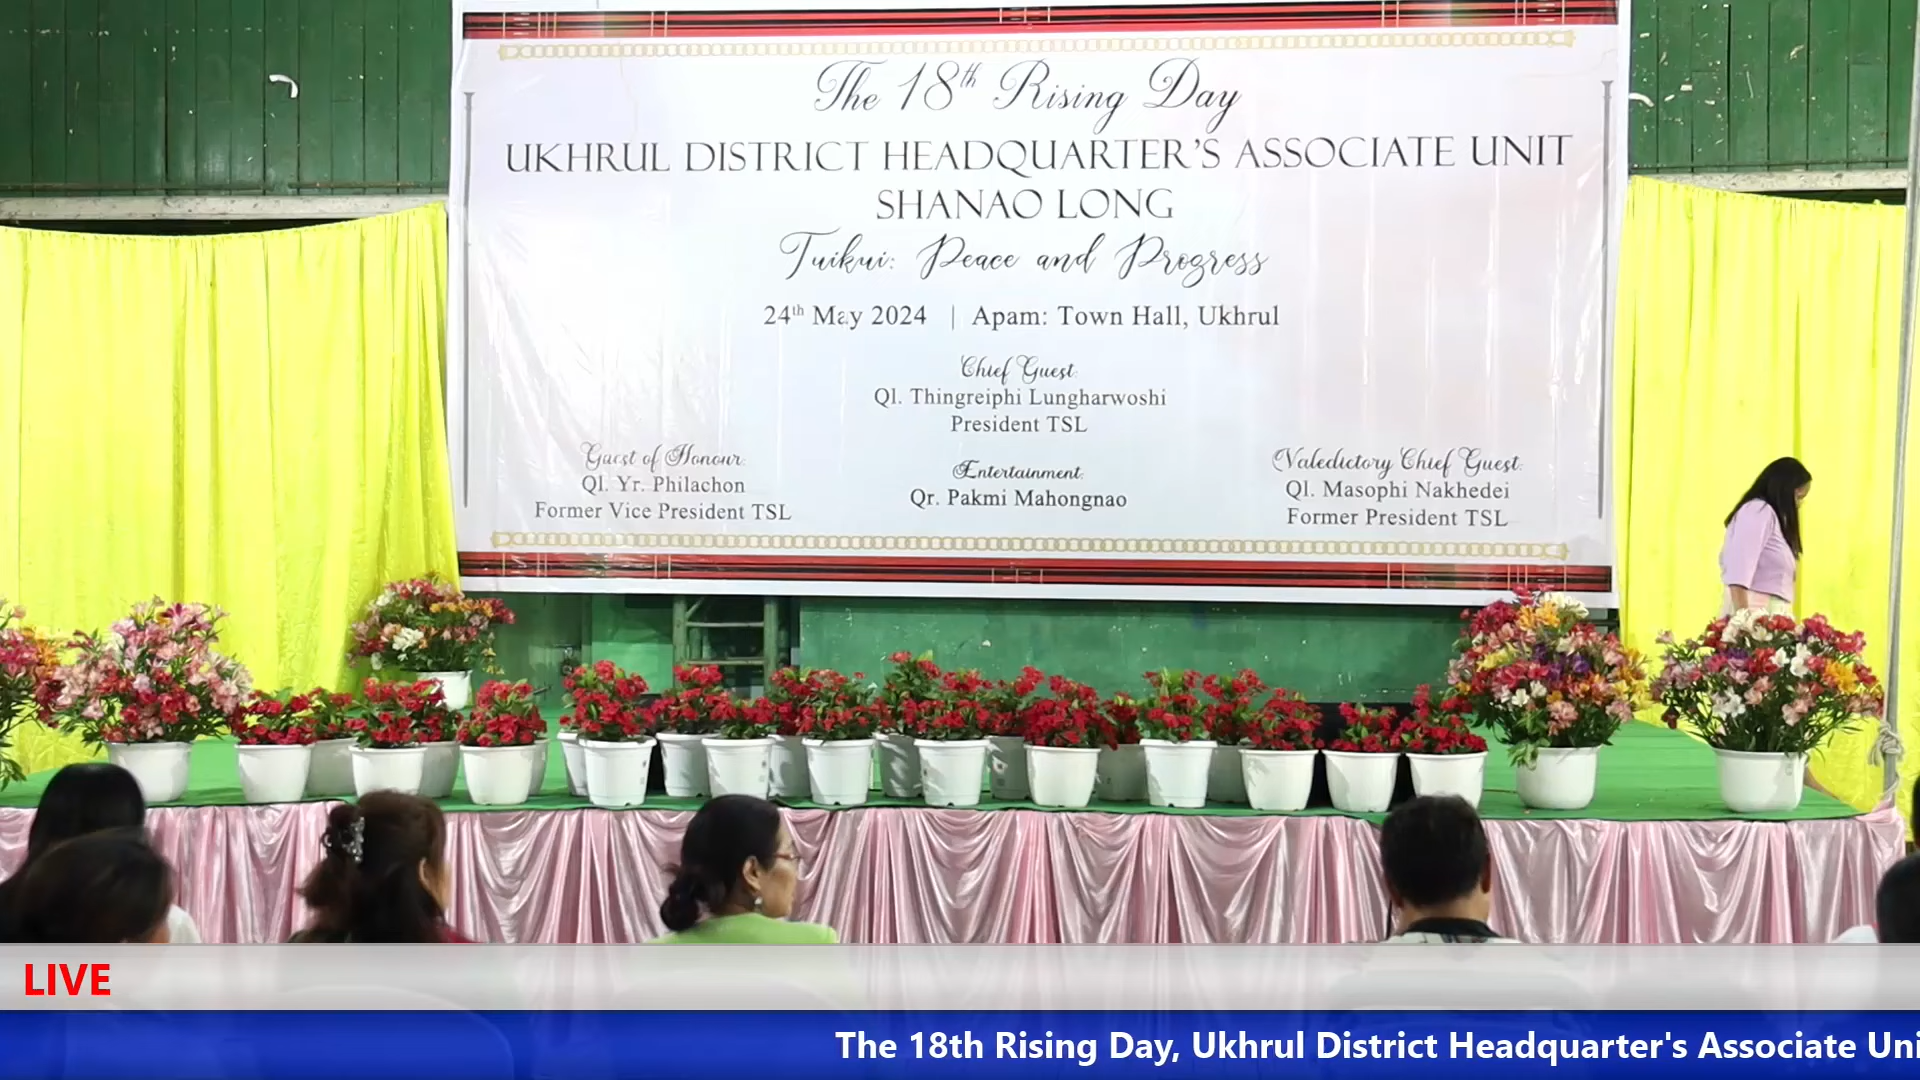 The 18th Rising Day
UKHRUL DISTRICT HEADQUARTER'S ASSOCIATE UNIT
SHANAO LONG
Tuikui: Peace and Progress
24th May 2024 | Apam: Town Hall, Ukhrul
Chief Guest:
Ql. Thingreiphi Lungharwoshi
President TSL
Guest of Honour:
Ql. Yr. Philachon
Former Vice President TSL
Entertainment:
Qr. Pakmi Mahongnao
Valedictory Chief Guest:
Ql. Masophi Nakhedei
Former President TSL
LIVE
The 18th Rising Day, Ukhrul District Headquarter's Associate Uni